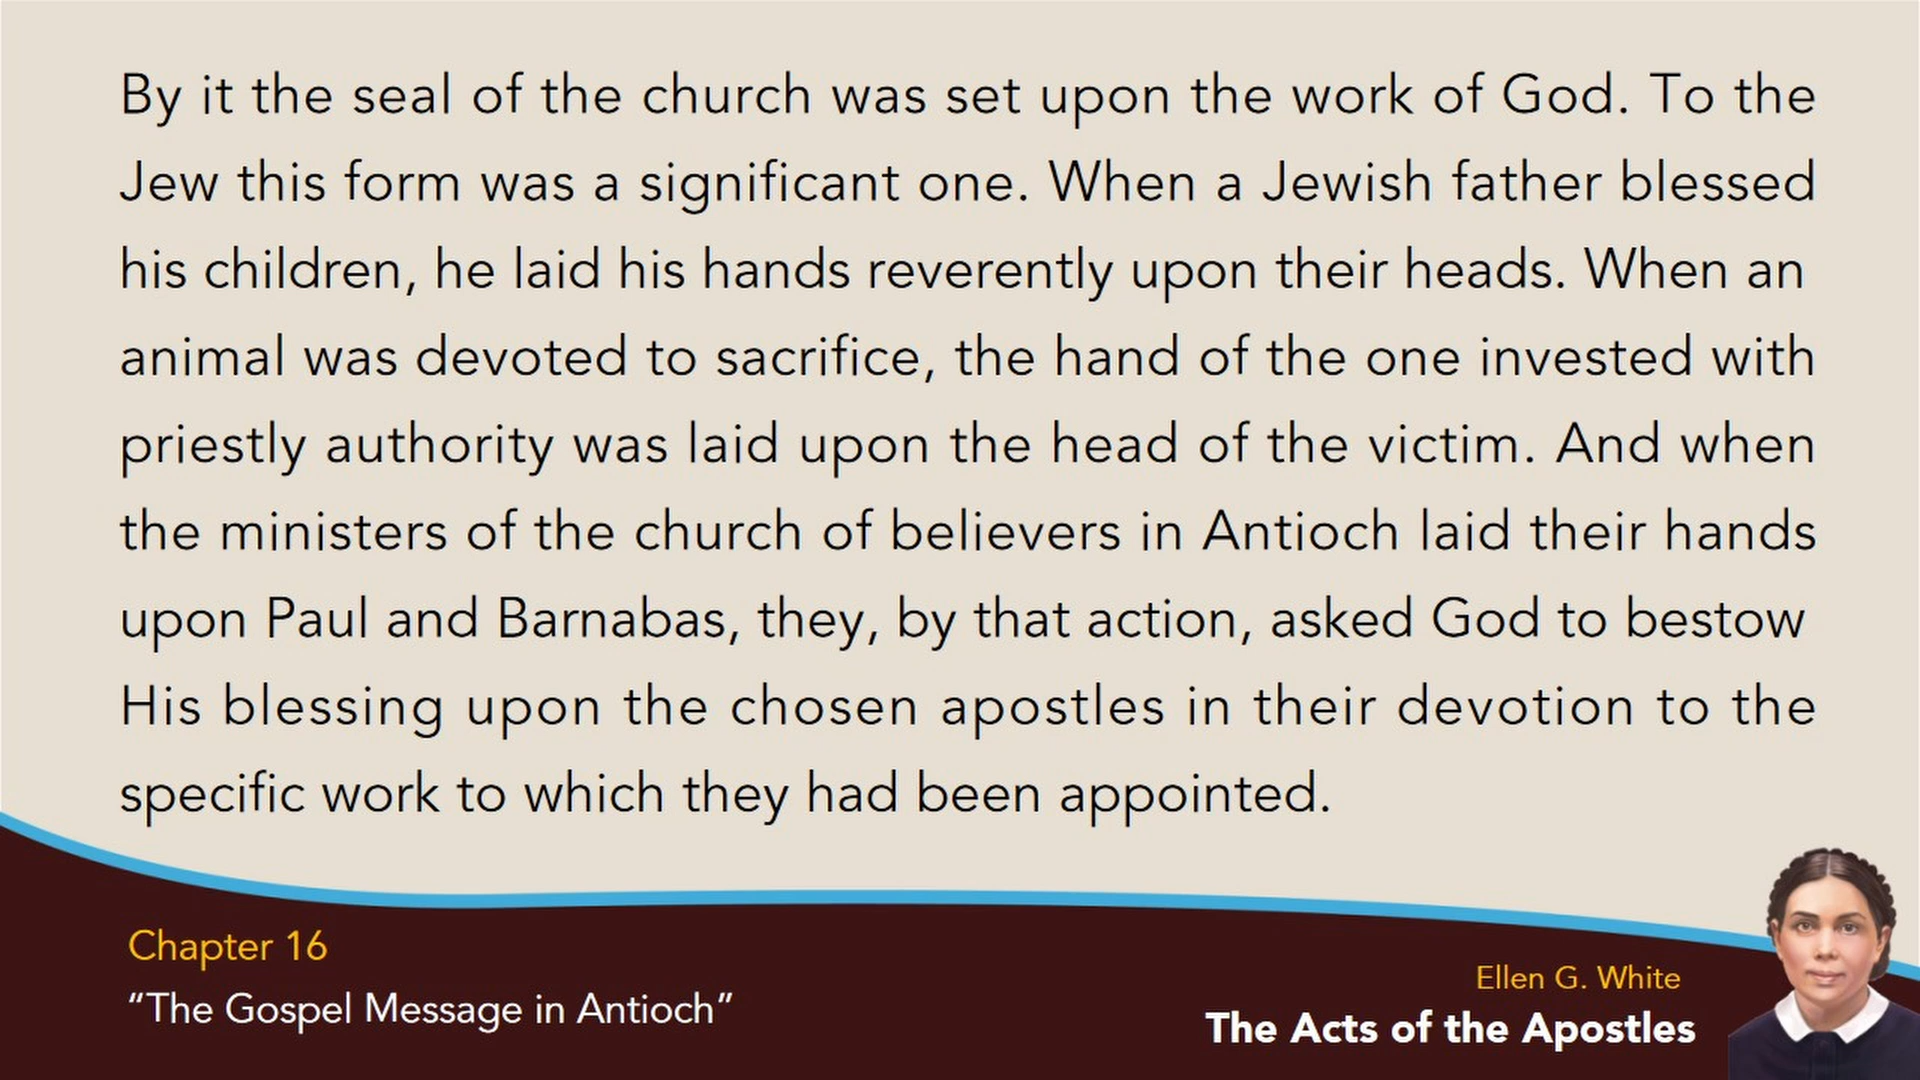 By it the seal of the church was set upon the work of God. To the
Jew this form was a significant one. When a Jewish father blessed
his children, he laid his hands reverently upon their heads. When an
animal was devoted to sacrifice, the hand of the one invested with
priestly authority was laid upon the head of the victim. And when
the ministers of the church of believers in Antioch laid their hands
upon Paul and Barnabas, they, by that action, asked God to bestow
His blessing upon the chosen apostles in their devotion to the
specific work to which they had been appointed.
Chapter 16
“The Gospel Message in Antioch”
Ellen G. White
The Acts of the Apostles